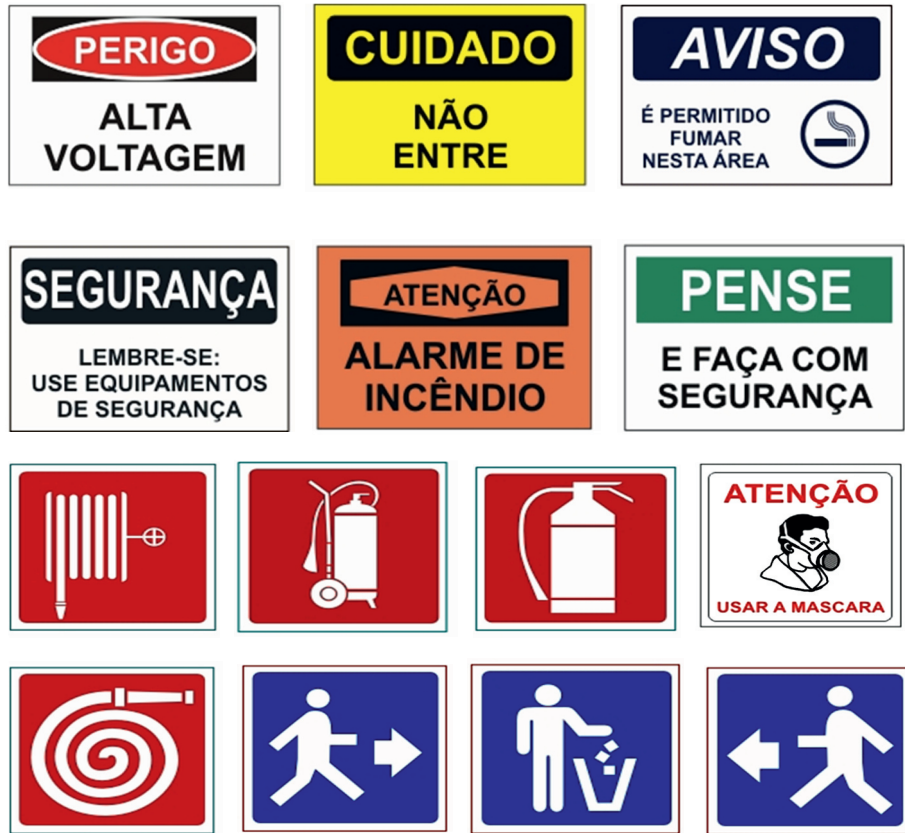 PERIGO
ALTA
VOLTAGEM
CUIDADO
NÃO
ENTRE
AVISO
É PERMITIDO
FUMAR
NESTA ÁREA
SEGURANÇA
LEMBRE-SE:
USE EQUIPAMENTOS
DE SEGURANÇA
ATENÇÃO
ALARME DE
INCÊNDIO
PENSE
E FAÇA COM
SEGURANÇA
ATENÇÃO
USAR A MASCARA